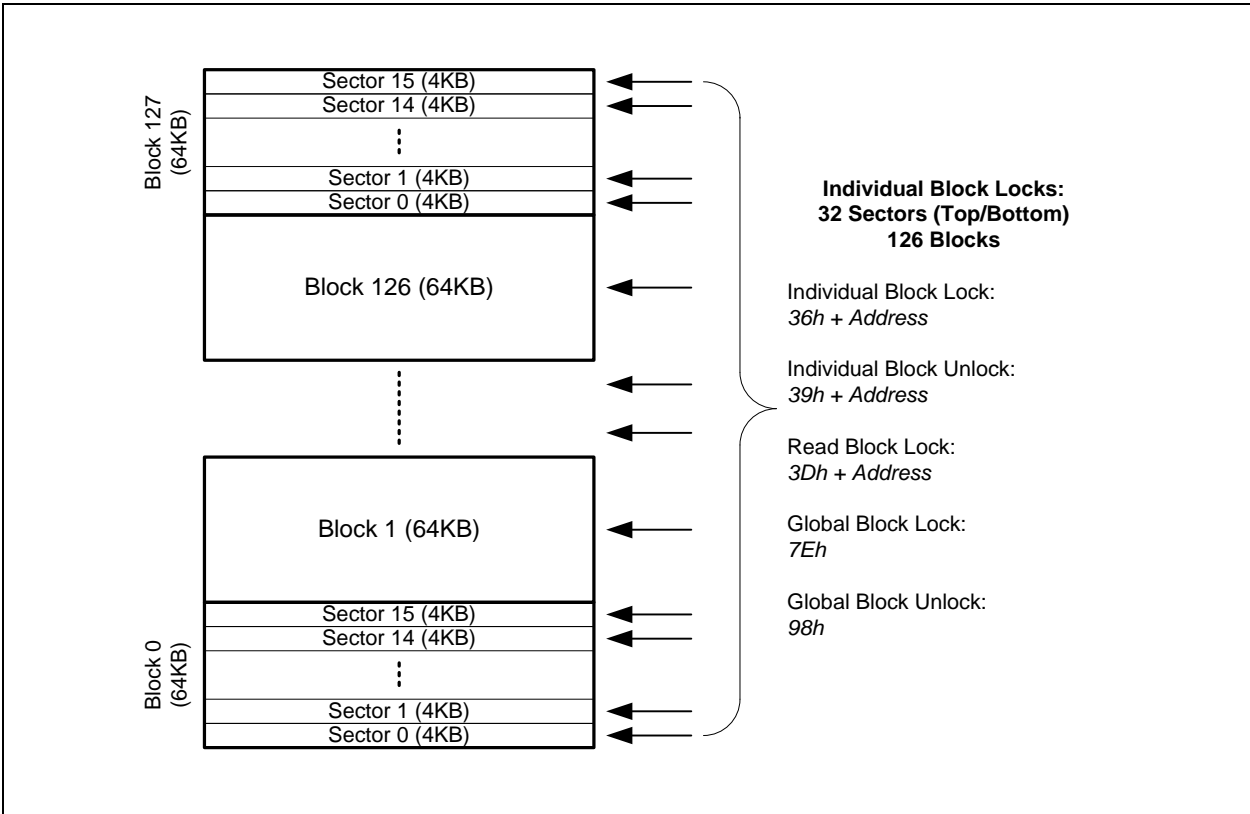 Block 127
(64KB)
Sector 15 (4KB)
Sector 14 (4KB)
Sector 1 (4KB)
Sector 0 (4KB)
Block 126 (64KB)
Block 1 (64KB)
Block 0
(64KB)
Sector 15 (4KB)
Sector 14 (4KB)
Sector 1 (4KB)
Sector 0 (4KB)
Individual Block Locks:
32 Sectors (Top/Bottom)
126 Blocks
Individual Block Lock:
36h + Address
Individual Block Unlock:
39h + Address
Read Block Lock:
3Dh + Address
Global Block Lock:
7Eh
Global Block Unlock:
98h